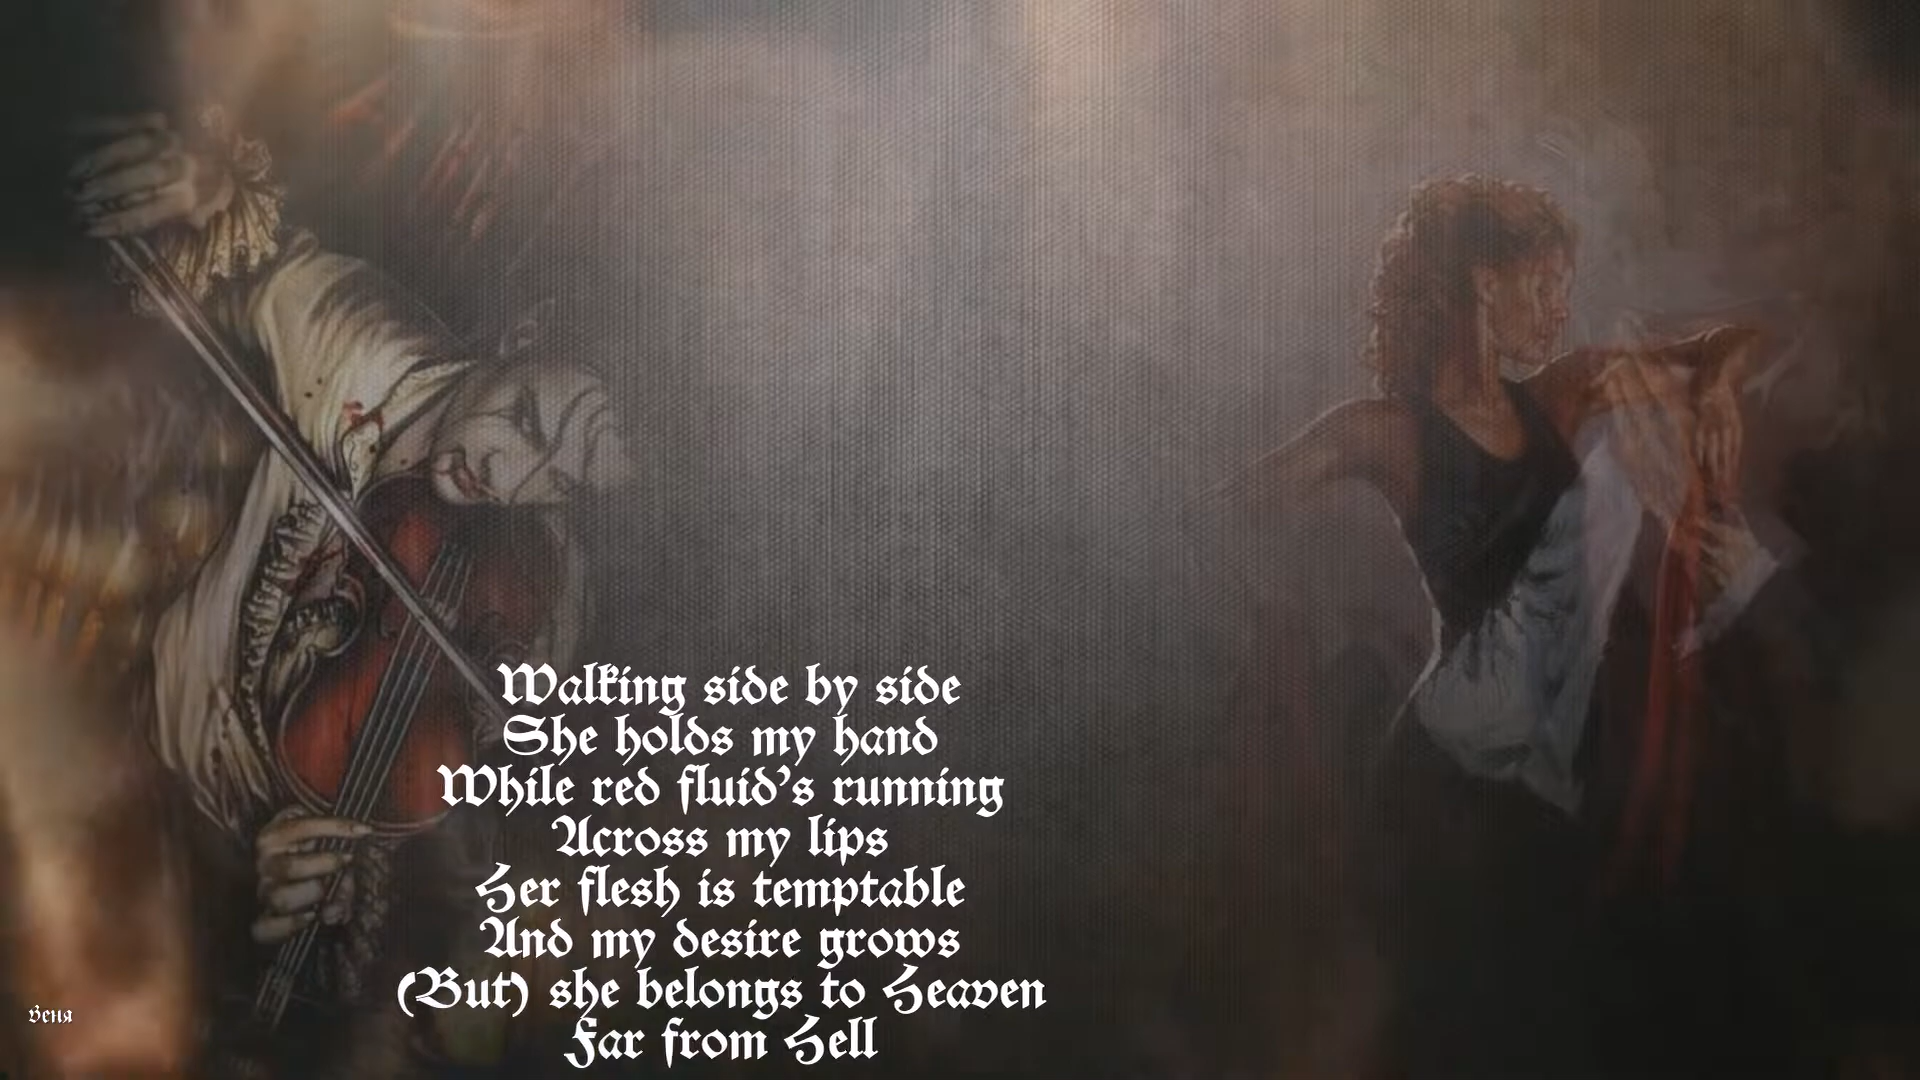 Walking side by side
She holds my hand
While red fluid's running
Across my lips
Her flesh is temptable
And my desire grows
(But) she belongs to Heaven
Far from Hell
Веня